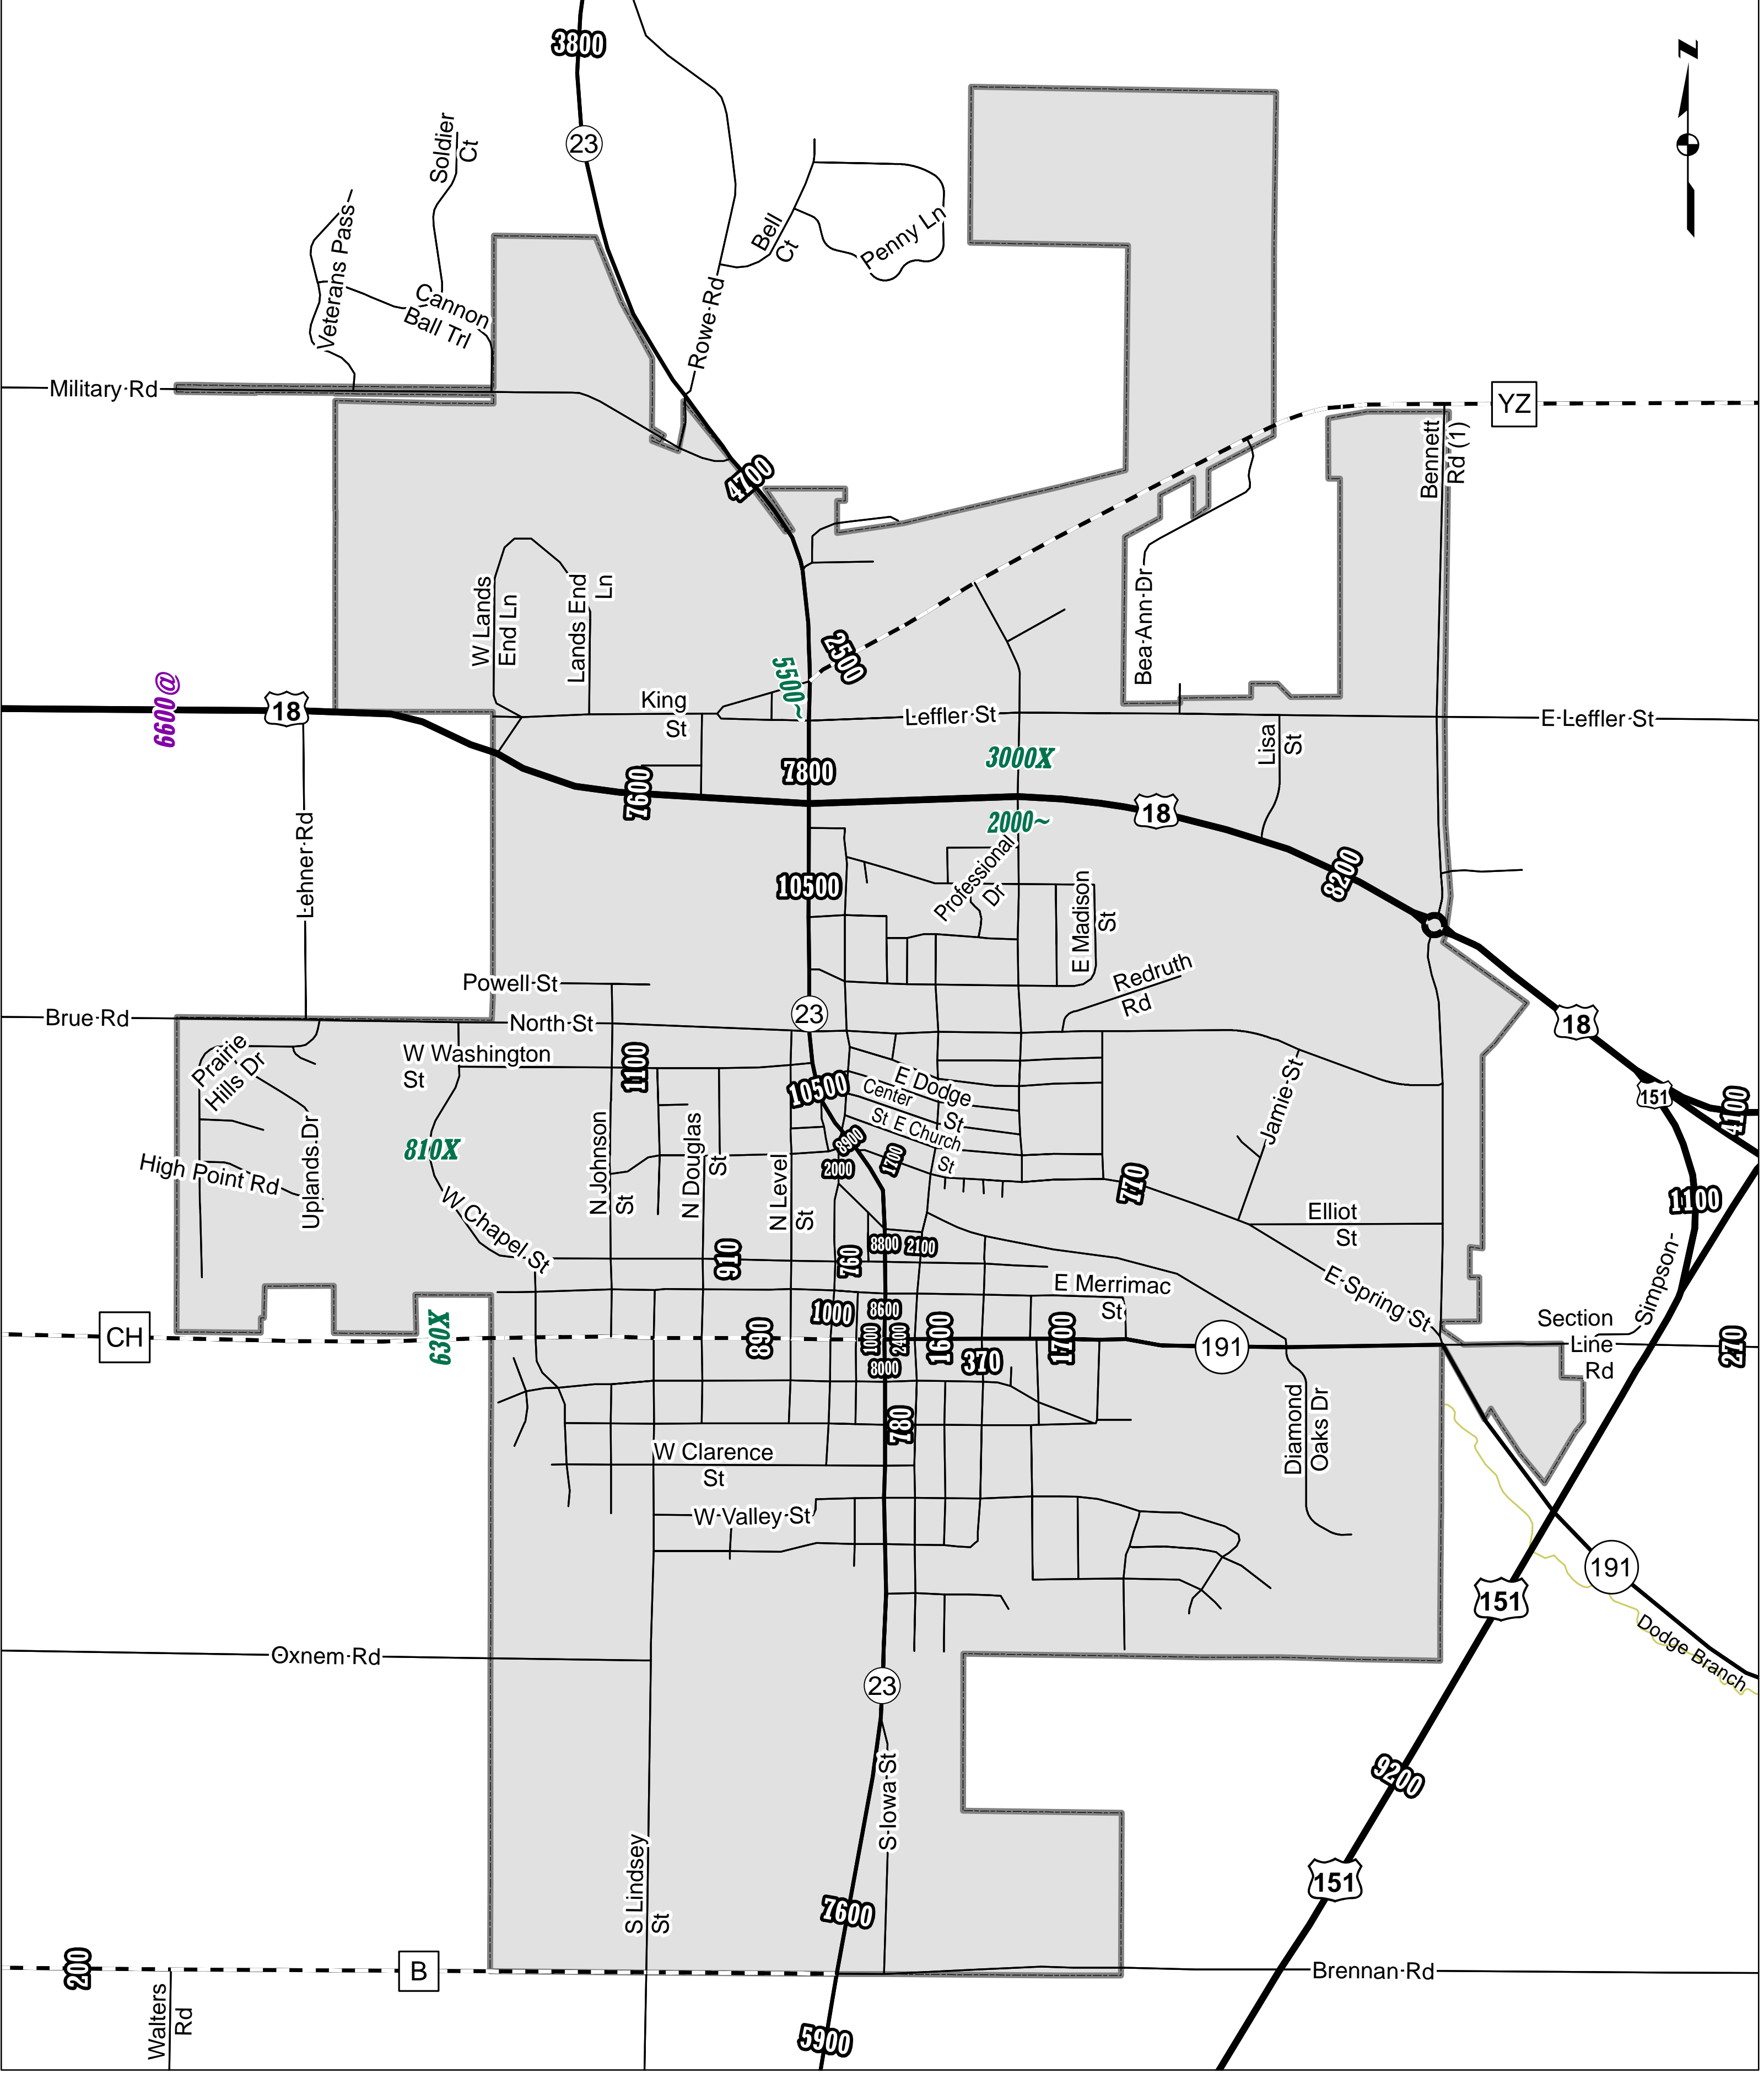 3800
N
23
Soldier
Ct
Veterans Pass
Bell
Ct
Penny Ln
Cannon
Ball Trl
Rowe Rd
Military Rd
YZ
Bennett
Rd (1)
4700
W Lands
End Ln
Lands End
Ln
Bea Ann Dr
2500
5500~
6600@
18
King
St
Leffler St
E Leffler St
Lisa
St
3000X
7800
7600
18
2000~
Lehner Rd
10500
Professional
Dr
E Madison
St
8200
Powell St
Redruth
Rd
Brue Rd
North St
23
18
Prairie
Hills Dr
W Washington
St
1100
10500
E Dodge
St
Center
St
E Church
St
Jamie St
151
4100
Uplands Dr
810X
High Point Rd
N Johnson
St
N Douglas
St
N Level
St
8900
2000
1700
770
1100
W Chapel St
Elliot
St
910
760
8800
2100
E Merrimac
St
E Spring St
Simpson
CH
630X
890
1000
8600
1000
2400
8000
1600
370
1700
191
Section
Line
Rd
270
780
Diamond
Oaks Dr
W Clarence
St
W Valley St
191
151
Dodge Branch
Oxnem Rd
23
S Iowa St
9200
S Lindsey
St
151
7600
200
B
Brennan Rd
Walters
Rd
5900